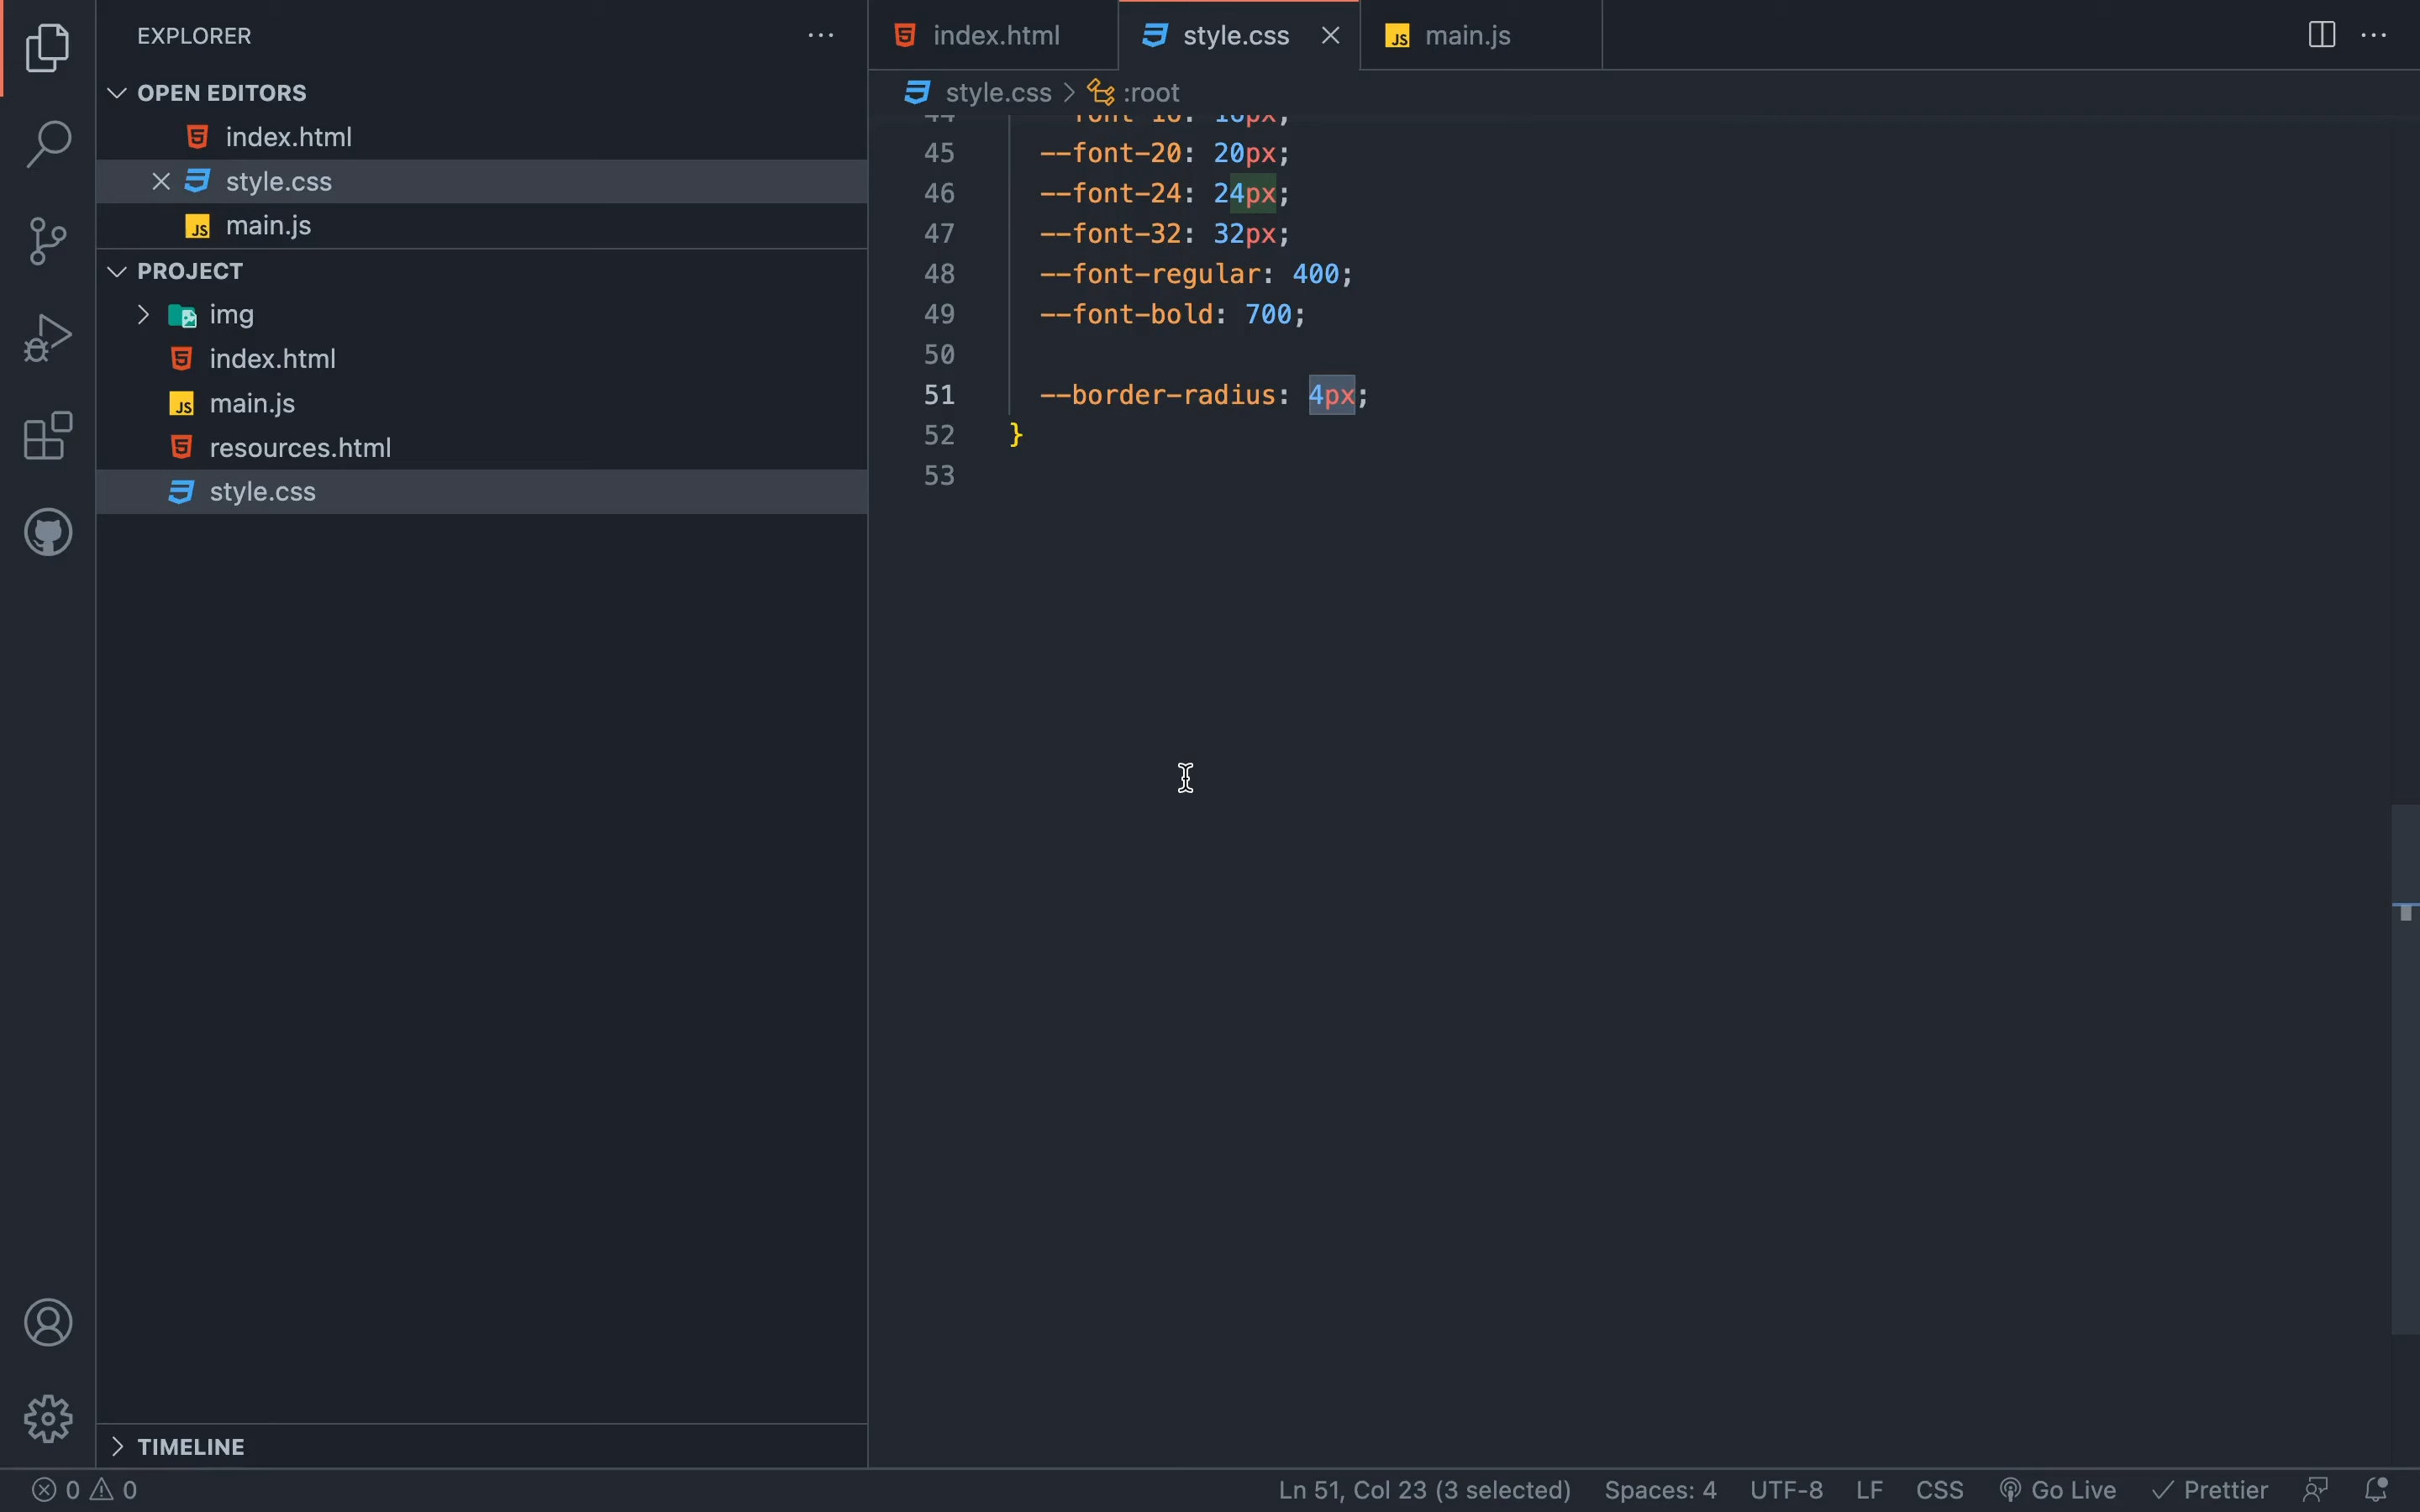 EXPLORER
OPEN EDITORS
index.html
style.css
JS main.js
PROJECT
img
index.html
JS main.js
resources.html
style.css
TIMELINE
index.html
style.css
JS main.js
style.css > :root
45 --font-20: 20px;
46 --font-24: 24px;
47 --font-32: 32px;
48 --font-regular: 400;
49 --font-bold: 700;
50
51 --border-radius: 4px;
52 }
53
0 0
Ln 51, Col 23 (3 selected) Spaces: 4 UTF-8 LF CSS Go Live Prettier